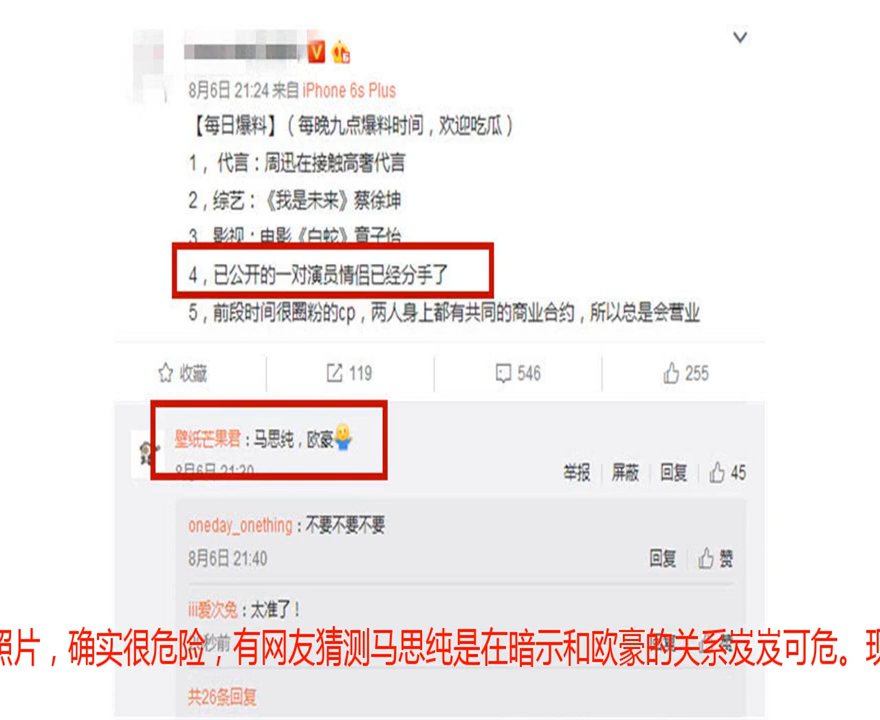 8月6日 21:24 来自 iPhone 6s Plus
【每日爆料】（每晚九点爆料时间，欢迎吃瓜）
1，代言：周迅在接触高奢代言
2，综艺：《我是未来》蔡徐坤
3，影视：电影《白蛇》章子怡
4，已公开的一对演员情侣已经分手了
5，前段时间很圈粉的cp，两人身上都有共同的商业合约，所以总是会营业
收藏 119 546 255
壁纸芒果君：马思纯，欧豪
8月6日 21:30 举报 屏蔽 回复 45
oneday_onething：不要不要不要
8月6日 21:40 回复 赞
iii爱次兔：太准了！
秒前 回复 赞
照片，确实很危险，有网友猜测马思纯是在暗示和欧豪的关系岌岌可危。现
共26条回复